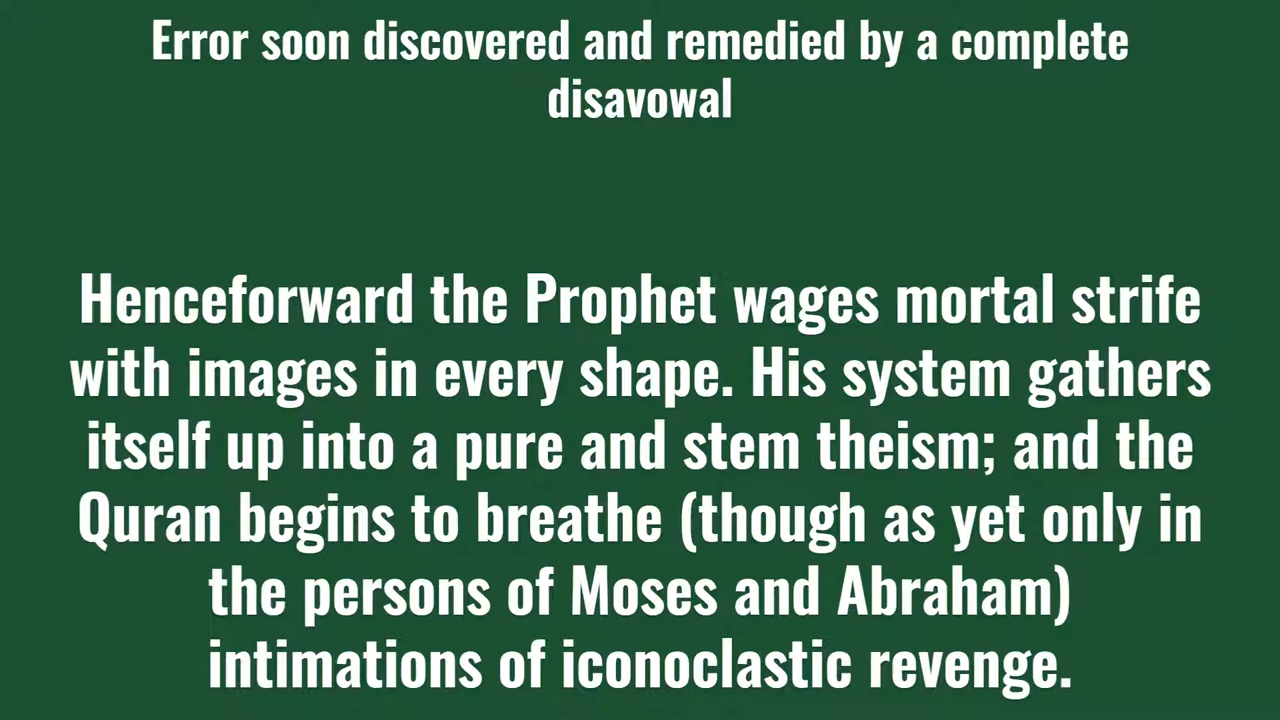 Error soon discovered and remedied by a complete
disavowal
Henceforward the Prophet wages mortal strife
with images in every shape. His system gathers
itself up into a pure and stem theism; and the
Quran begins to breathe (though as yet only in
the persons of Moses and Abraham)
intimations of iconoclastic revenge.